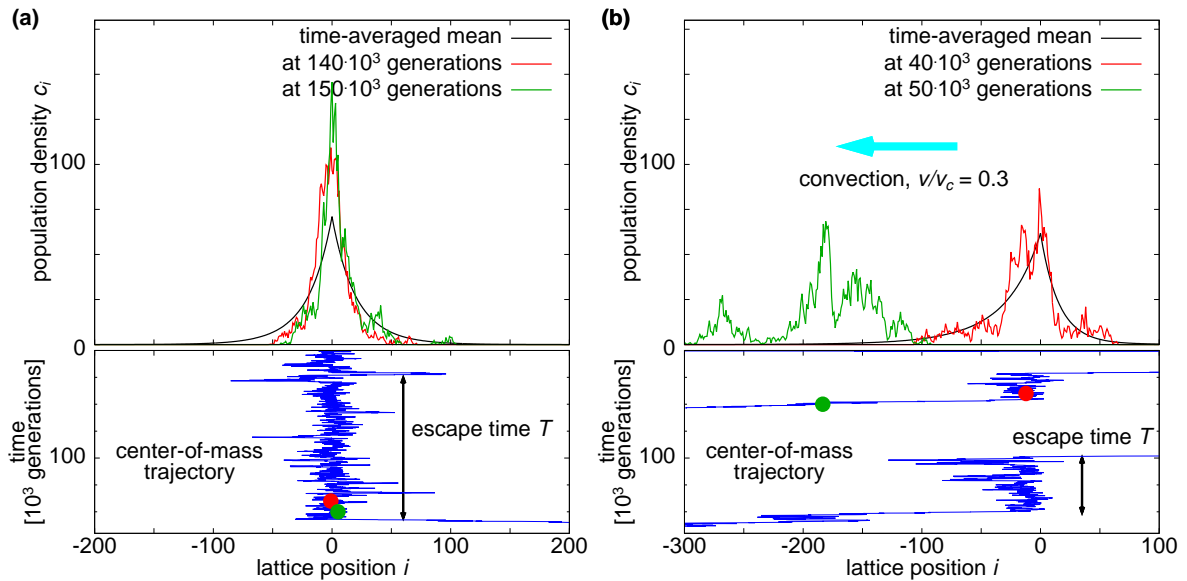 (a)
time-averaged mean
at 140·10³ generations
at 150·10³ generations
population density cᵢ
100
0
time
[10³ generations]
100
center-of-mass
trajectory
escape time T
-200
-100
0
100
200
lattice position i
(b)
time-averaged mean
at 40·10³ generations
at 50·10³ generations
convection, v/v_c = 0.3
population density cᵢ
100
0
time
[10³ generations]
100
center-of-mass
trajectory
escape time T
-300
-200
-100
0
100
lattice position i